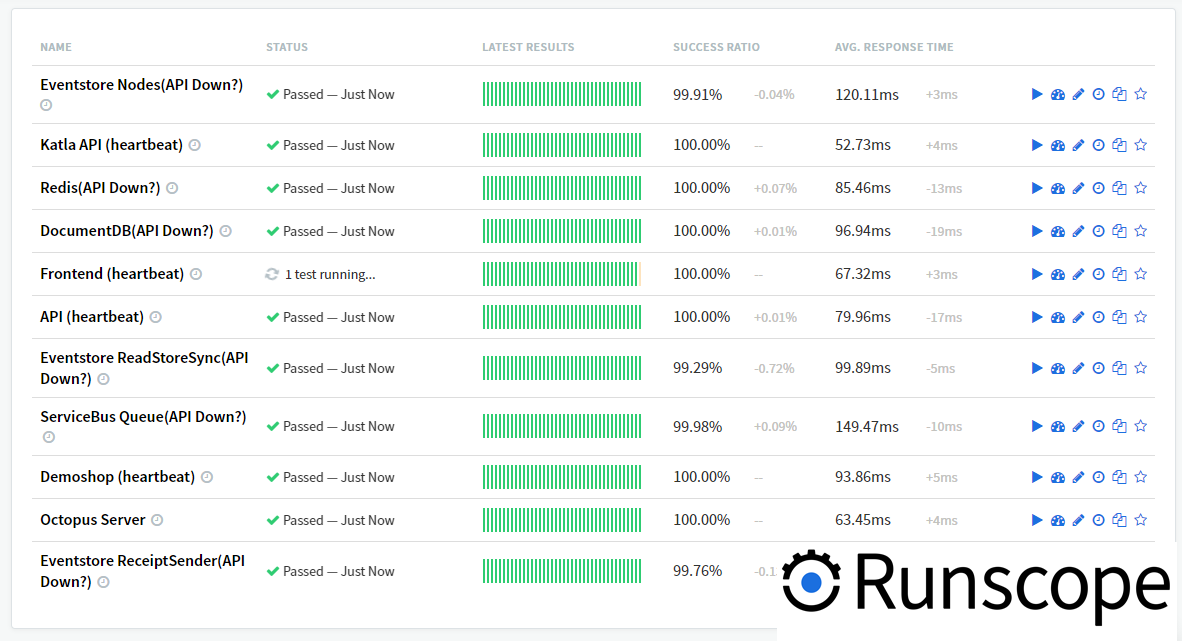 NAME STATUS LATEST RESULTS SUCCESS RATIO AVG. RESPONSE TIME
Eventstore Nodes(API Down?) Passed — Just Now 99.91% -0.04% 120.11ms +3ms
Katla API (heartbeat) Passed — Just Now 100.00% -- 52.73ms +4ms
Redis(API Down?) Passed — Just Now 100.00% +0.07% 85.46ms -13ms
DocumentDB(API Down?) Passed — Just Now 100.00% +0.01% 96.94ms -19ms
Frontend (heartbeat) 1 test running... 100.00% -- 67.32ms +3ms
API (heartbeat) Passed — Just Now 100.00% +0.01% 79.96ms -17ms
Eventstore ReadStoreSync(API
Down?) Passed — Just Now 99.29% -0.72% 99.89ms -5ms
ServiceBus Queue(API Down?) Passed — Just Now 99.98% +0.09% 149.47ms -10ms
Demoshop (heartbeat) Passed — Just Now 100.00% -- 93.86ms +5ms
Octopus Server Passed — Just Now 100.00% -- 63.45ms +4ms
Eventstore ReceiptSender(API
Down?) Passed — Just Now 99.76%
Runscope